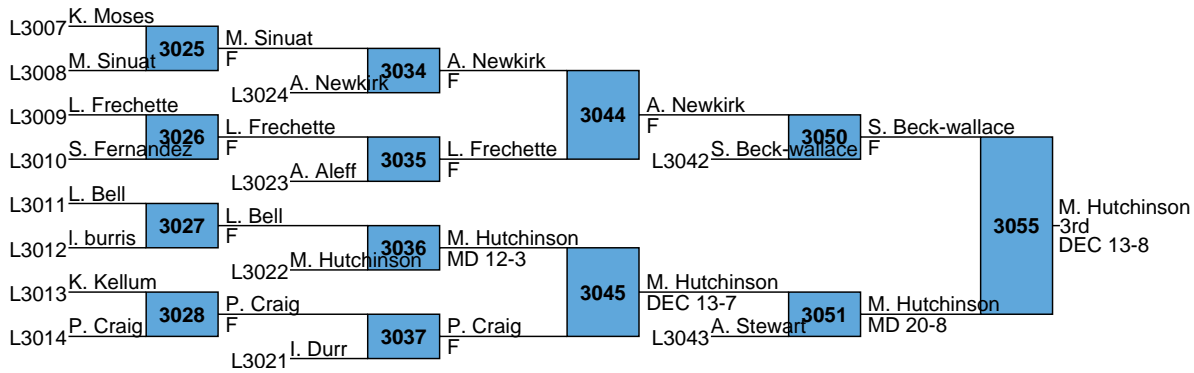 K. Moses
L3007
3025
M. Sinuat
F
L3008
M. Sinuat
3034
A. Newkirk
F
L3024
A. Newkirk
L3009
L. Frechette
3026
L. Frechette
F
L3010
S. Fernandez
3044
A. Newkirk
F
3035
L. Frechette
F
L3023
A. Aleff
3050
S. Beck-wallace
F
L3042
S. Beck-wallace
L3011
L. Bell
3027
L. Bell
F
L3012
I. burris
3036
M. Hutchinson
MD 12-3
L3022
M. Hutchinson
3055
M. Hutchinson
3rd
DEC 13-8
L3013
K. Kellum
3028
P. Craig
F
L3014
P. Craig
3045
M. Hutchinson
DEC 13-7
3037
P. Craig
F
L3021
I. Durr
3051
M. Hutchinson
MD 20-8
L3043
A. Stewart